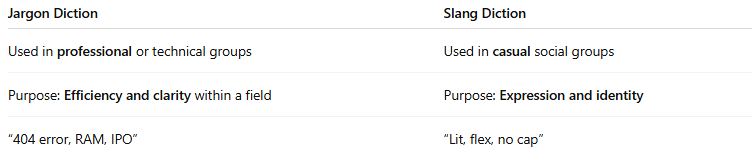 Jargon Diction Slang Diction
Used in professional or technical groups Used in casual social groups
Purpose: Efficiency and clarity within a field Purpose: Expression and identity
“404 error, RAM, IPO” “Lit, flex, no cap”